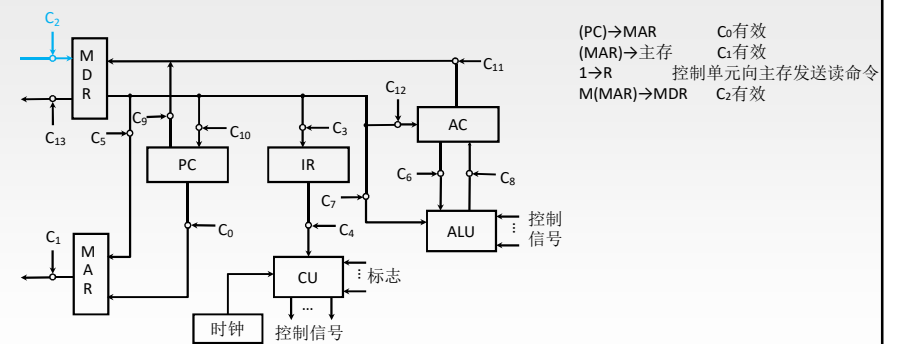 C₂
M
D
R
C₁₃
C₅
C₉
C₁₀
C₃
C₁₂
C₁₁
AC
PC
IR
C₆
C₈
C₇
C₀
C₄
ALU
控制
⋮
信号
C₁
M
A
R
CU
⋮
标志
...
时钟
控制信号
(PC)→MAR C₀有效
(MAR)→主存 C₁有效
1→R 控制单元向主存发送读命令
M(MAR)→MDR C₂有效